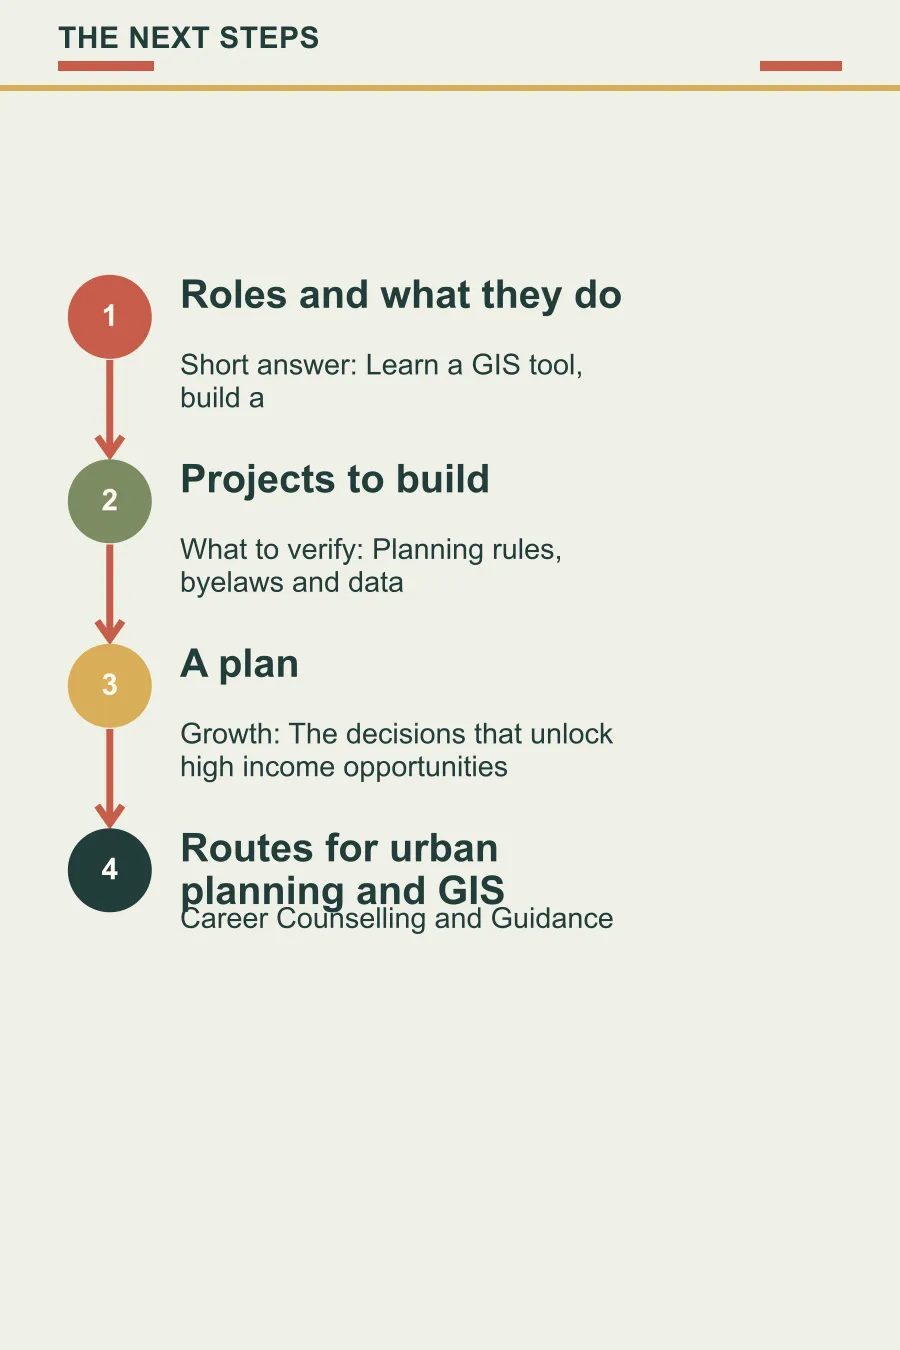 THE NEXT STEPS
1
Roles and what they do
Short answer: Learn a GIS tool,
build a
2
Projects to build
What to verify: Planning rules,
byelaws and data
3
A plan
Growth: The decisions that unlock
high income opportunities
4
Routes for urban
planning and GIS
Career Counselling and Guidance